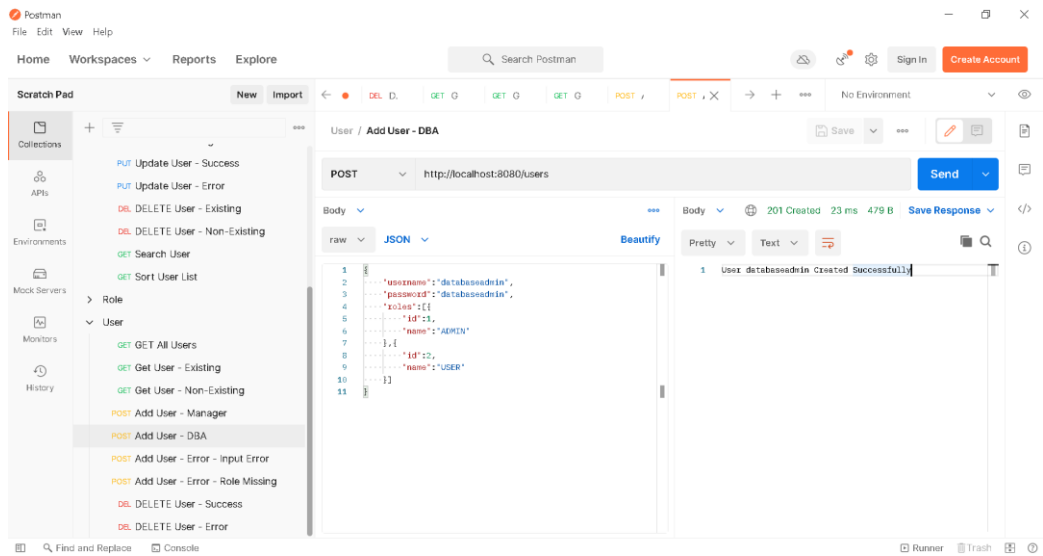 Postman
File Edit View Help
Home Workspaces Reports Explore Search Postman Sign In Create Account
Scratch Pad New Import
DEL D. GET G GET G GET G POST POST No Environment
Collections
APIs
Environments
Mock Servers
Monitors
History
PUT Update User - Success
PUT Update User - Error
DEL DELETE User - Existing
DEL DELETE User - Non-Existing
GET Search User
GET Sort User List
Role
User
GET GET All Users
GET Get User - Existing
GET Get User - Non-Existing
POST Add User - Manager
POST Add User - DBA
POST Add User - Error - Input Error
POST Add User - Error - Role Missing
DEL DELETE User - Success
DEL DELETE User - Error
User / Add User - DBA Save
POST http://localhost:8080/users Send
Body
raw JSON Beautify
1 {
2 "username":"databaseadmin",
3 "password":"databaseadmin",
4 "roles":[{
5 "id":1,
6 "name":"ADMIN"
7 },{
8 "id":2,
9 "name":"USER"
10 }]
11 }
Body 201 Created 23 ms 479 B Save Response
Pretty Text
1 User databaseadmin Created Successfully
Find and Replace Console Runner Trash